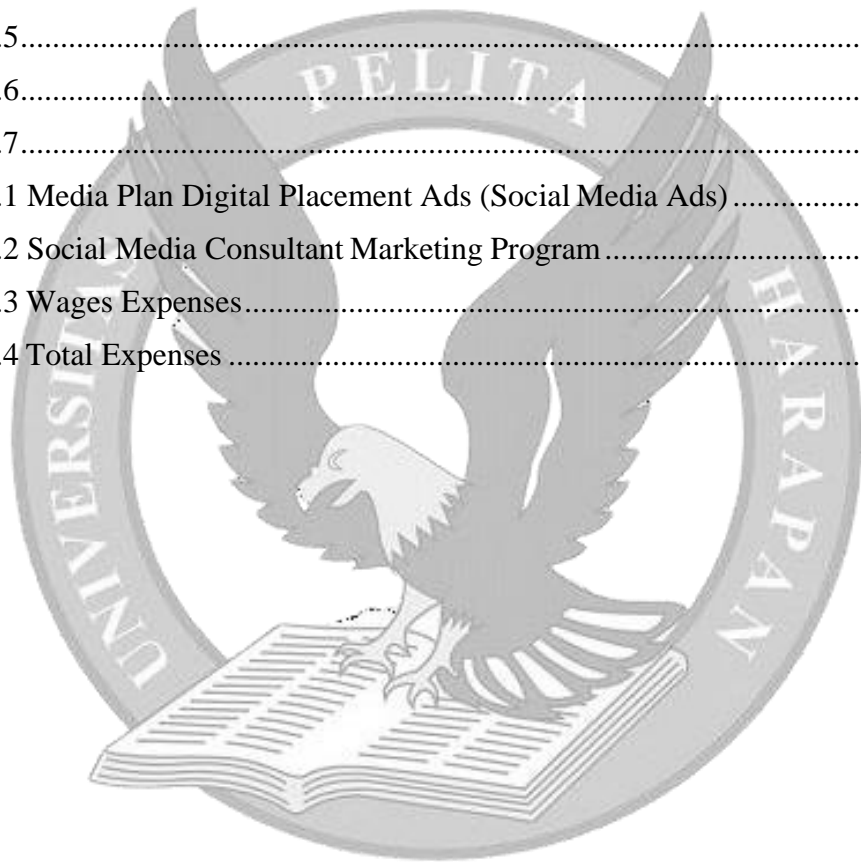 .5................................................................................
.6................................................................................
.7................................................................................
.1 Media Plan Digital Placement Ads (Social Media Ads)................
.2 Social Media Consultant Marketing Program................................
.3 Wages Expenses................................................................
.4 Total Expenses ................................................................
UNIVERSITAS PELITA HARAPAN